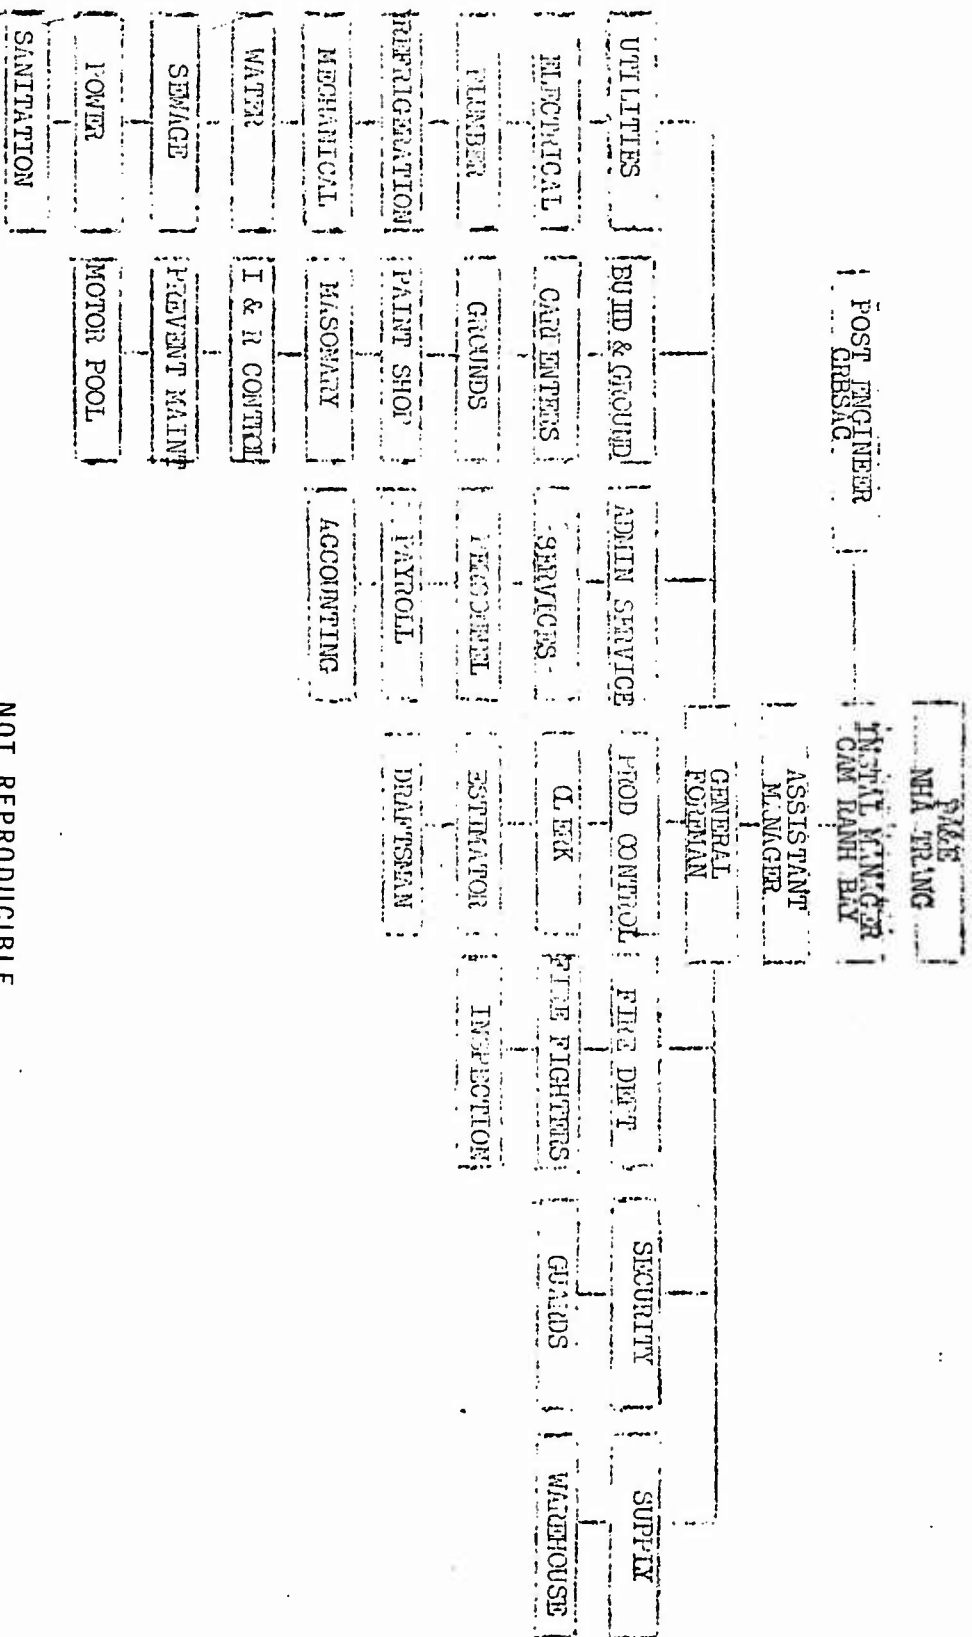 PA&E
NHA TRANG
POST ENGINEER
CRBSAC
INSTAL MANAGER
CAM RANH BAY
ASSISTANT
MANAGER
GENERAL
FOREMAN
UTILITIES
ELECTRICAL
PLUMBER
REFRIGERATION
MECHANICAL
WATER
SEWAGE
POWER
SANITATION
BUILD & GROUND
CARPENTERS
GROUNDS
PAINT SHOP
MASONARY
I & R CONTROL
PREVENT MAINT
MOTOR POOL
ADMIN SERVICE
SERVICES
PAYROLL
ACCOUNTING
PROD CONTROL
CLERK
ESTIMATOR
DRAFTSMAN
FIRE DEPT
FIRE FIGHTERS
INSPECTION
SECURITY
GUARDS
SUPPLY
WAREHOUSE
NOT REPRODUCIBLE